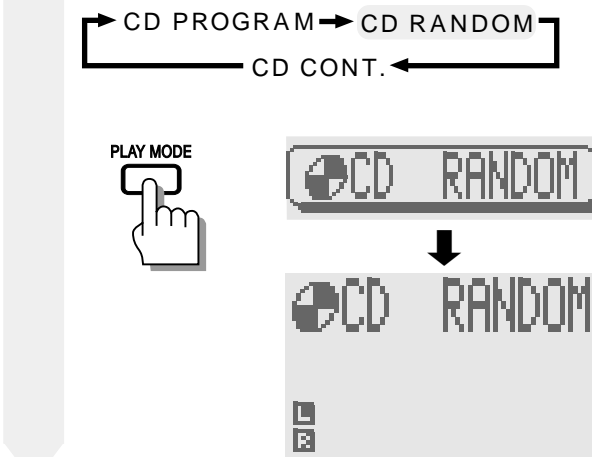 CD PROGRAM CD RANDOM
CD CONT.
PLAY MODE
CD RANDOM
CD RANDOM
L
R